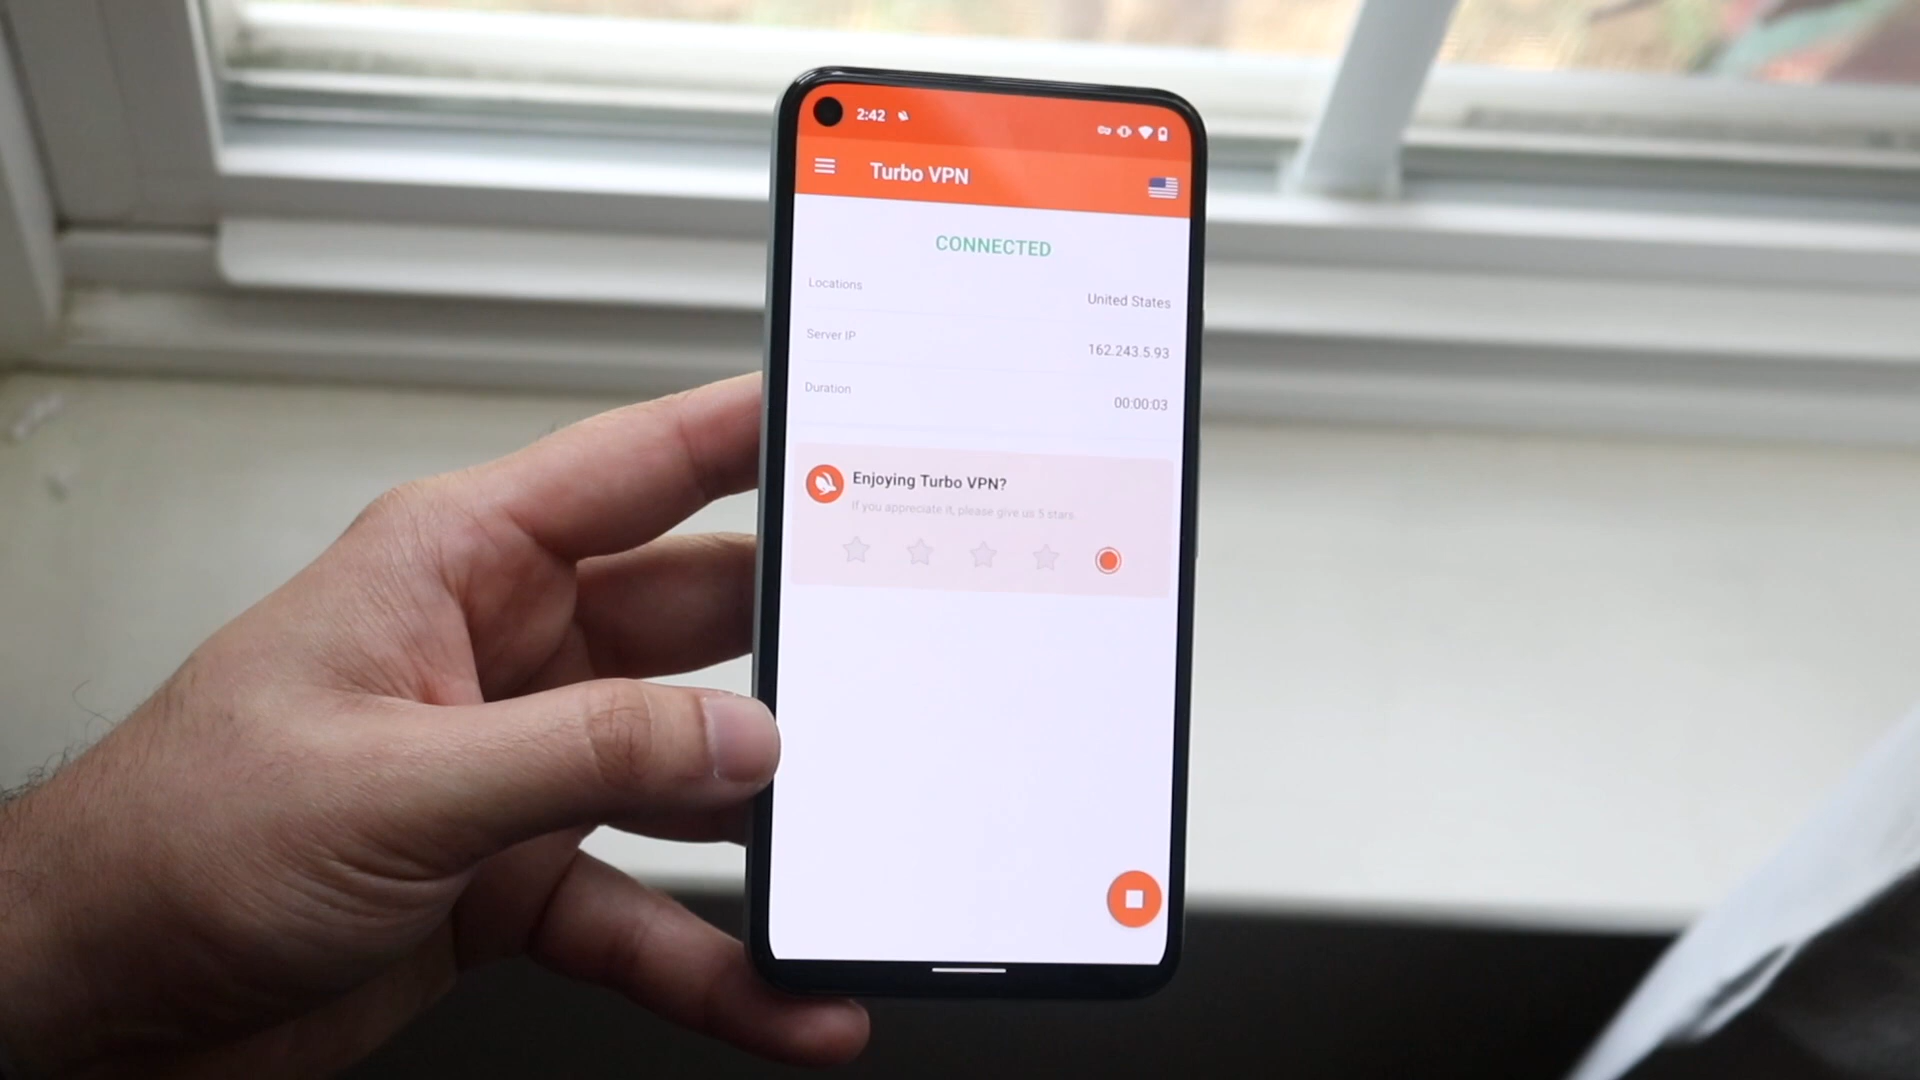 2:42
Turbo VPN
CONNECTED
Locations
United States
Server IP
162.243.5.93
Duration
00:00:03
Enjoying Turbo VPN?
If you appreciate it, please give us 5 stars.